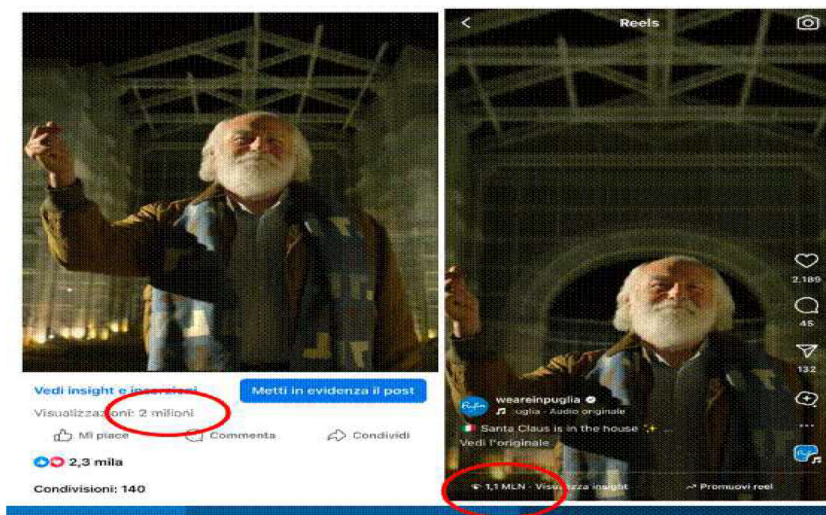 Vedi insight e inserzioni
Metti in evidenza il post
Visualizzazioni: 2 milioni
Mi piace
Commenta
Condividi
2,3 mila
Condivisioni: 140
Reels
2.189
45
132
weareinpuglia
uglia • Audio originale
Santa Claus is in the house ✨ ...
Vedi l'originale
1,1 MLN · Visualizza insight
Promuovi reel